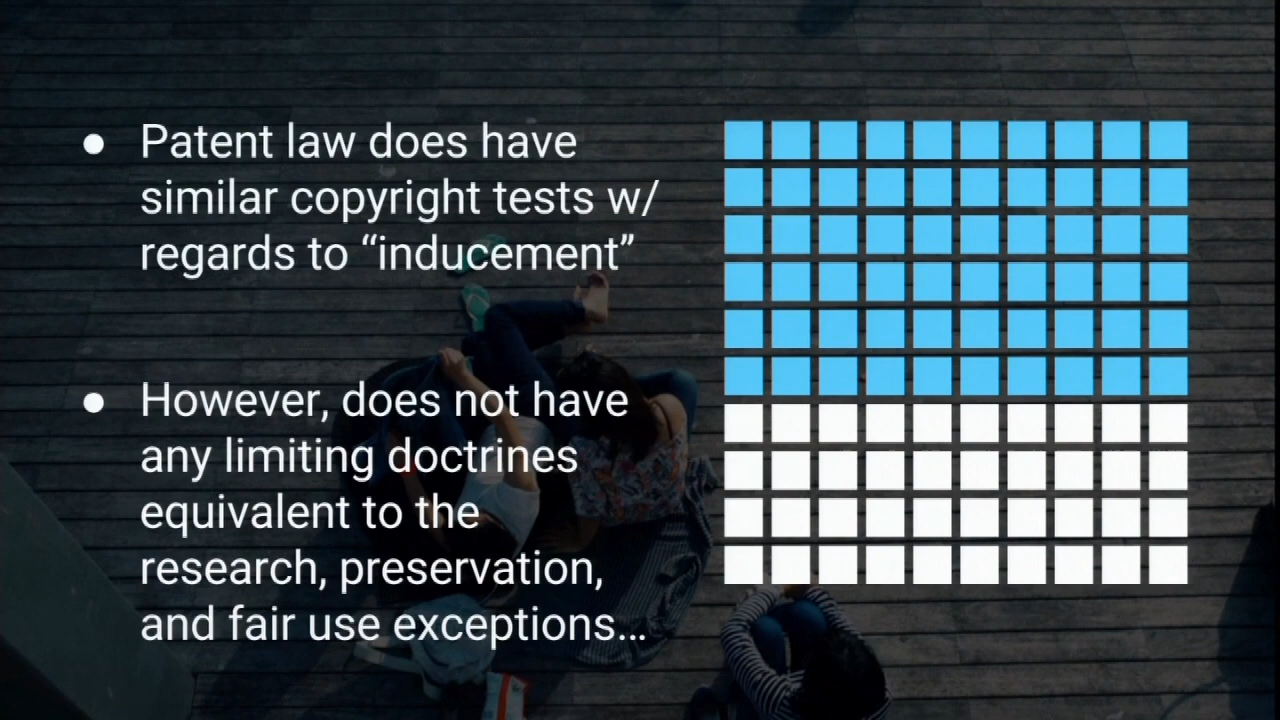 ● Patent law does have
similar copyright tests w/
regards to “inducement”
● However, does not have
any limiting doctrines
equivalent to the
research, preservation,
and fair use exceptions...